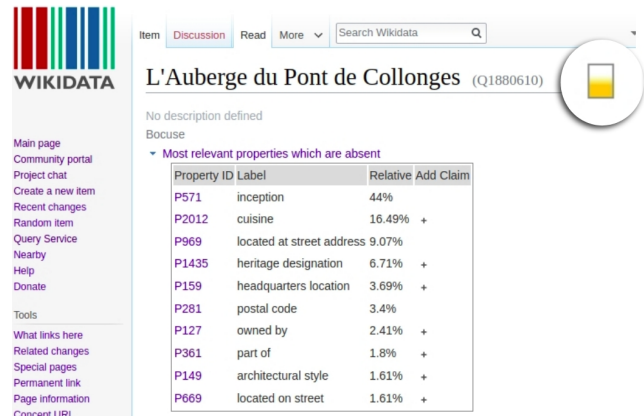 WIKIDATA
Item Discussion Read More Search Wikidata
L'Auberge du Pont de Collonges (Q1880610)
No description defined
Bocuse
Most relevant properties which are absent
Property ID Label Relative Add Claim
P571 inception 44%
P2012 cuisine 16.49% +
P969 located at street address 9.07%
P1435 heritage designation 6.71% +
P159 headquarters location 3.69% +
P281 postal code 3.4%
P127 owned by 2.41% +
P361 part of 1.8% +
P149 architectural style 1.61% +
P669 located on street 1.61% +
Main page
Community portal
Project chat
Create a new item
Recent changes
Random item
Query Service
Nearby
Help
Donate
Tools
What links here
Related changes
Special pages
Permanent link
Page information
Concept URI